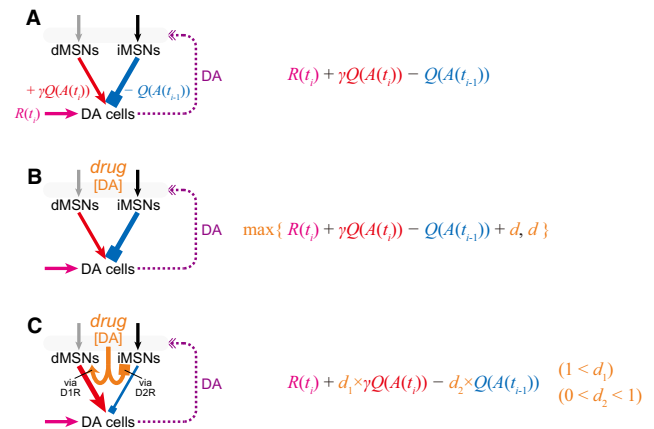 A
dMSNs iMSNs
DA
+ γQ(A(tᵢ)) − Q(A(tᵢ₋₁))
R(tᵢ) DA cells
R(tᵢ) + γQ(A(tᵢ)) − Q(A(tᵢ₋₁))
B
drug
[DA]
dMSNs iMSNs
DA
DA cells
max{ R(tᵢ) + γQ(A(tᵢ)) − Q(A(tᵢ₋₁)) + d, d }
C
drug
[DA]
dMSNs iMSNs
via via
D1R D2R
DA
DA cells
R(tᵢ) + d₁×γQ(A(tᵢ)) − d₂×Q(A(tᵢ₋₁))
(1 < d₁)
(0 < d₂ < 1)